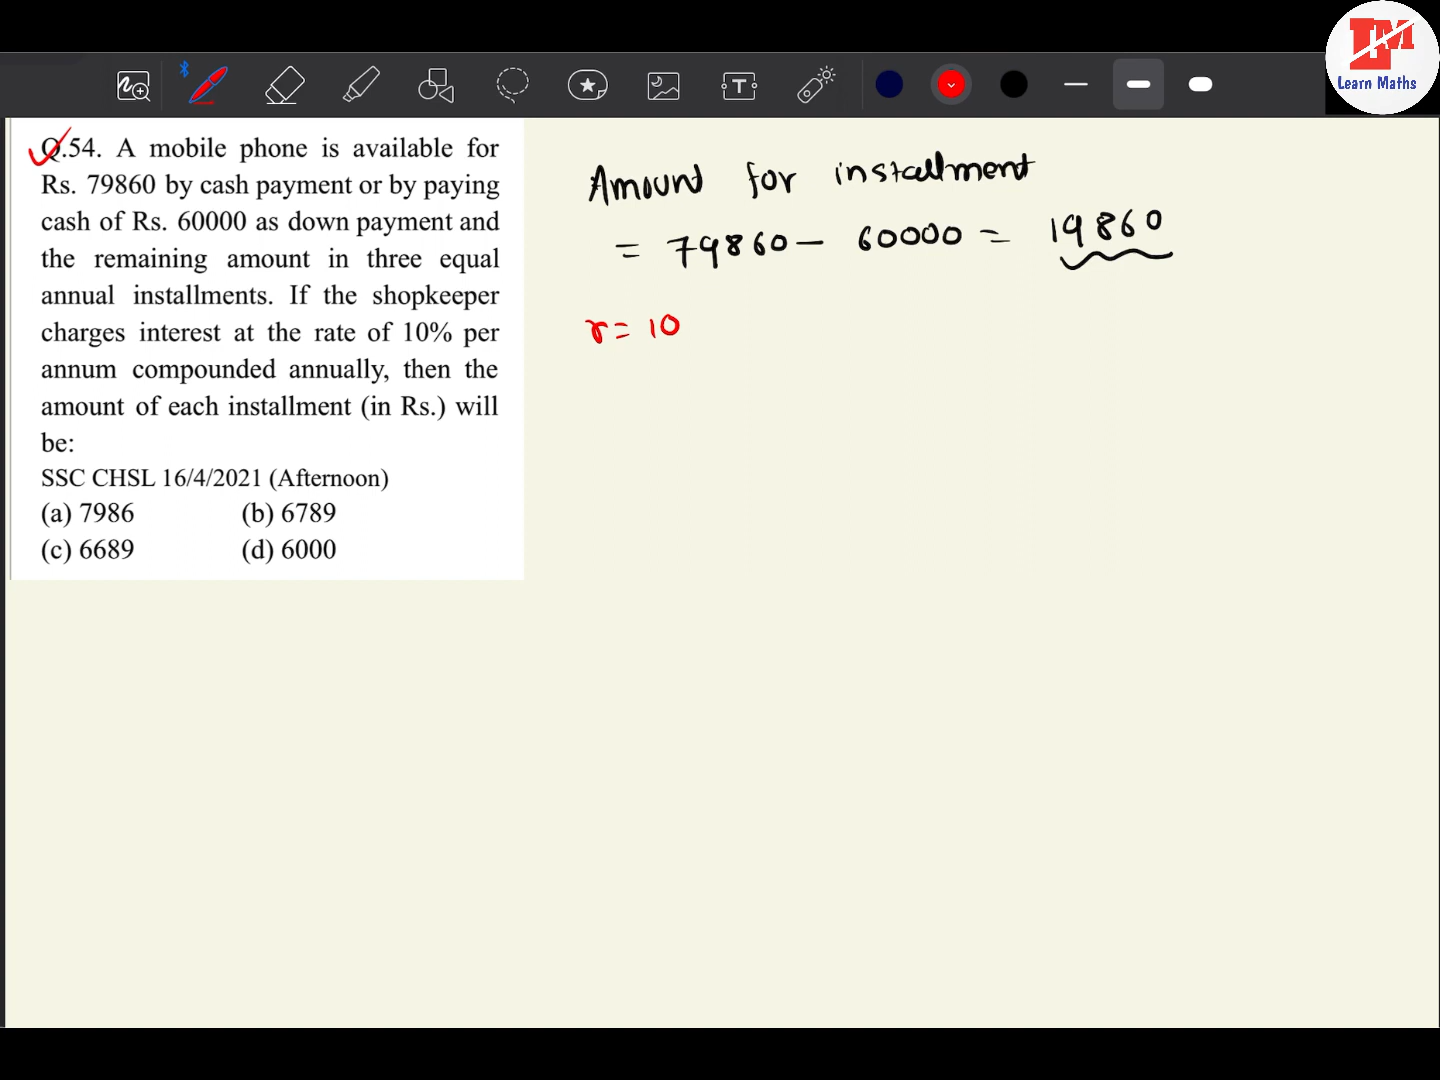 LM
Learn Maths
T
Q.54. A mobile phone is available for
Rs. 79860 by cash payment or by paying
cash of Rs. 60000 as down payment and
the remaining amount in three equal
annual installments. If the shopkeeper
charges interest at the rate of 10% per
annum compounded annually, then the
amount of each installment (in Rs.) will
be:
SSC CHSL 16/4/2021 (Afternoon)
(a) 7986 (b) 6789
(c) 6689 (d) 6000
Amount for installment
= 79860 - 60000 = 19860
r = 10